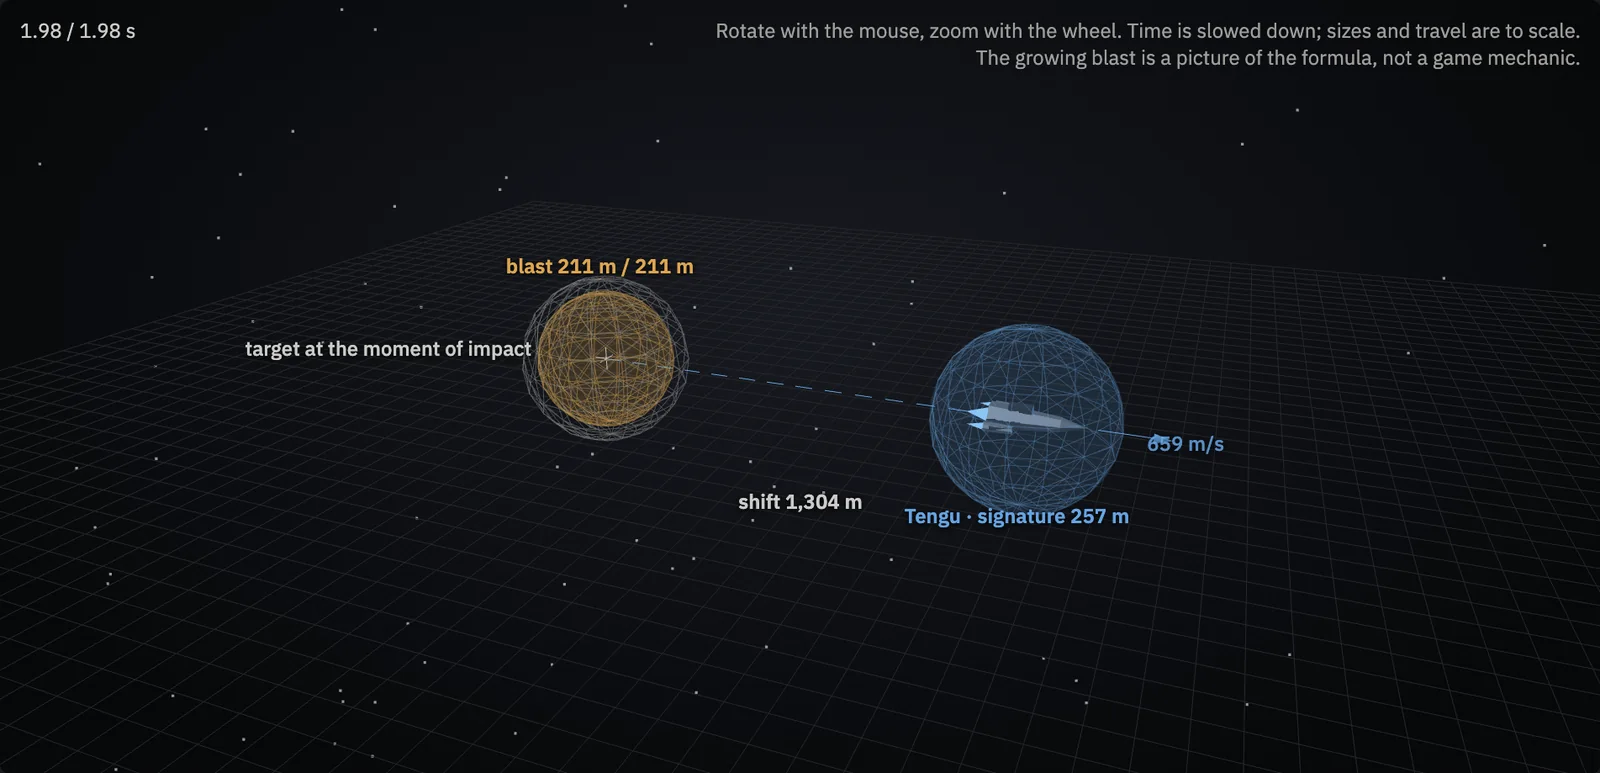 1.98 / 1.98 s
Rotate with the mouse, zoom with the wheel. Time is slowed down; sizes and travel are to scale.
The growing blast is a picture of the formula, not a game mechanic.
blast 211 m / 211 m
target at the moment of impact
659 m/s
shift 1,304 m
Tengu · signature 257 m